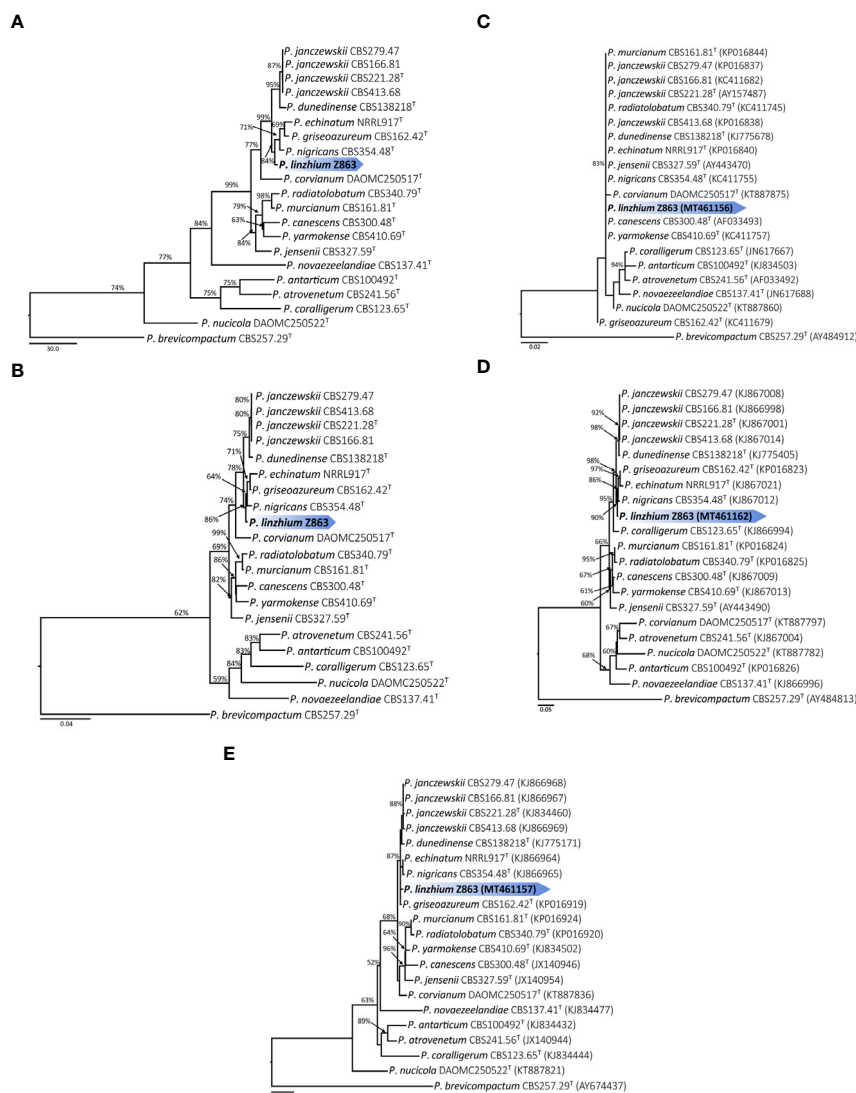 A
P. janczewskii CBS279.47
P. janczewskii CBS166.81
87%
P. janczewskii CBS221.28T
P. janczewskii CBS413.68
95%
P. dunedinense CBS138218T
99%
P. echinatum NRRL917T
71%
69%
P. griseoazureum CBS162.42T
77%
P. nigricans CBS354.48T
84%
P. linzhium Z863
99%
P. corvianum DAOMC250517T
P. radiatolobatum CBS340.79T
98%
P. murcianum CBS161.81T
79%
84%
63%
P. canescens CBS300.48T
P. yarmokense CBS410.69T
84%
P. jensenii CBS327.59T
77%
P. novaezeelandiae CBS137.41T
74%
75%
P. antarticum CBS100492T
75%
P. atrovenetum CBS241.56T
P. coralligerum CBS123.65T
P. nucicola DAOMC250522T
P. brevicompactum CBS257.29T
30.0
B
80%
P. janczewskii CBS279.47
P. janczewskii CBS413.68
80%
P. janczewskii CBS221.28T
75%
P. janczewskii CBS166.81
71%
P. dunedinense CBS138218T
78%
64%
P. echinatum NRRL917T
P. griseoazureum CBS162.42T
74%
P. nigricans CBS354.48T
86%
P. linzhium Z863
99%
P. corvianum DAOMC250517T
69%
P. radiatolobatum CBS340.79T
86%
P. murcianum CBS161.81T
82%
P. canescens CBS300.48T
P. yarmokense CBS410.69T
62%
P. jensenii CBS327.59T
83%
P. atrovenetum CBS241.56T
83%
P. antarticum CBS100492T
84%
P. coralligerum CBS123.65T
59%
P. nucicola DAOMC250522T
P. novaezeelandiae CBS137.41T
P. brevicompactum CBS257.29T
0.04
C
P. murcianum CBS161.81T (KP016844)
P. janczewskii CBS279.47 (KP016837)
P. janczewskii CBS166.81 (KC411682)
P. janczewskii CBS221.28T (AY157487)
P. radiatolobatum CBS340.79T (KC411745)
P. janczewskii CBS413.68 (KP016838)
P. dunedinense CBS138218T (KJ775678)
P. echinatum NRRL917T (KP016840)
83%
P. jensenii CBS327.59T (AY443470)
P. nigricans CBS354.48T (KC411755)
P. corvianum DAOMC250517T (KT887875)
P. linzhium Z863 (MT461156)
P. canescens CBS300.48T (AF033493)
P. yarmokense CBS410.69T (KC411757)
P. coralligerum CBS123.65T (JN617667)
94%
P. antarticum CBS100492T (KJ834503)
P. atrovenetum CBS241.56T (AF033492)
P. novaezeelandiae CBS137.41T (JN617688)
P. nucicola DAOMC250522T (KT887860)
P. griseoazureum CBS162.42T (KC411679)
P. brevicompactum CBS257.29T (AY484912)
0.02
D
P. janczewskii CBS279.47 (KJ867008)
92%
P. janczewskii CBS166.81 (KJ866998)
98%
P. janczewskii CBS221.28T (KJ867001)
P. janczewskii CBS413.68 (KJ867014)
98%
P. dunedinense CBS138218T (KJ775405)
97%
P. griseoazureum CBS162.42T (KP016823)
86%
P. echinatum NRRL917T (KJ867021)
95%
P. nigricans CBS354.48T (KJ867012)
90%
P. linzhium Z863 (MT461162)
P. coralligerum CBS123.65T (KJ866994)
66%
P. murcianum CBS161.81T (KP016824)
95%
P. radiatolobatum CBS340.79T (KP016825)
67%
P. canescens CBS300.48T (KJ867009)
61%
P. yarmokense CBS410.69T (KJ867013)
60%
P. jensenii CBS327.59T (AY443490)
67%
P. corvianum DAOMC250517T (KT887797)
P. atrovenetum CBS241.56T (KJ867004)
60%
P. nucicola DAOMC250522T (KT887782)
68%
P. antarticum CBS100492T (KP016826)
P. novaezeelandiae CBS137.41T (KJ866996)
P. brevicompactum CBS257.29T (AY484813)
0.05
E
P. janczewskii CBS279.47 (KJ866968)
P. janczewskii CBS166.81 (KJ866967)
88%
P. janczewskii CBS221.28T (KJ834460)
P. janczewskii CBS413.68 (KJ866969)
P. dunedinense CBS138218T (KJ775171)
87%
P. echinatum NRRL917T (KJ866964)
P. nigricans CBS354.48T (KJ866965)
P. linzhium Z863 (MT461157)
P. griseoazureum CBS162.42T (KP016919)
68%
90%
P. murcianum CBS161.81T (KP016924)
64%
P. radiatolobatum CBS340.79T (KP016920)
96%
P. yarmokense CBS410.69T (KJ834502)
52%
P. canescens CBS300.48T (JX140946)
P. jensenii CBS327.59T (JX140954)
P. corvianum DAOMC250517T (KT887836)
63%
P. novaezeelandiae CBS137.41T (KJ834477)
89%
P. antarticum CBS100492T (KJ834432)
P. atrovenetum CBS241.56T (JX140944)
P. coralligerum CBS123.65T (KJ834444)
P. nucicola DAOMC250522T (KT887821)
P. brevicompactum CBS257.29T (AY674437)